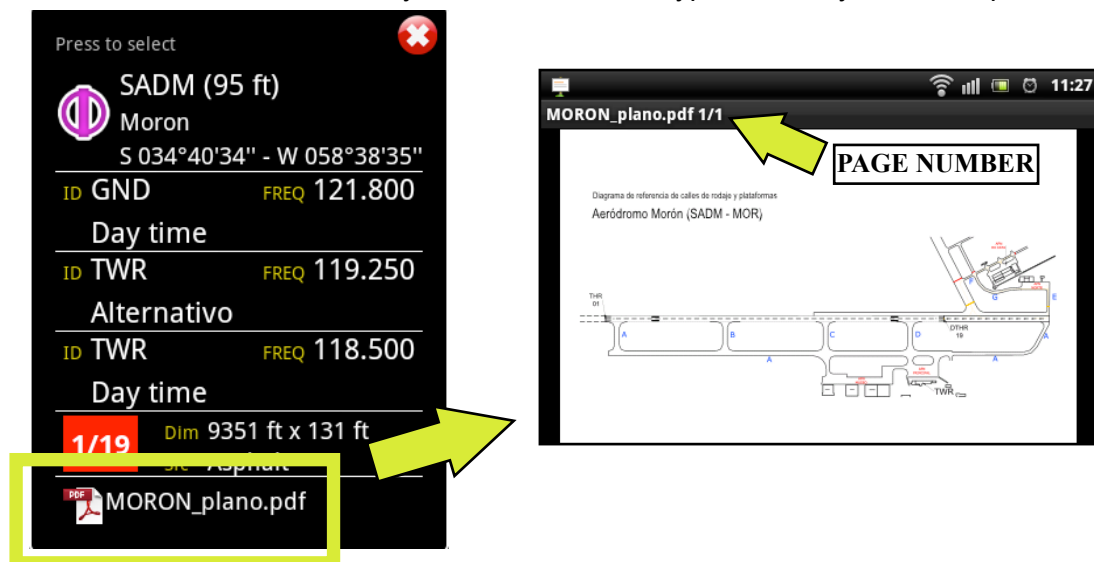 Press to select
SADM (95 ft)
Moron
S 034°40'34'' - W 058°38'35''
ID GND FREQ 121.800
Day time
ID TWR FREQ 119.250
Alternativo
ID TWR FREQ 118.500
Day time
1/19 Dim 9351 ft x 131 ft
Asphalt
PDF MORON_plano.pdf
11:27
MORON_plano.pdf 1/1
PAGE NUMBER
Diagrama de referencia de calles de rodaje y plataformas
Aeródromo Morón (SADM - MOR)
F
G
E
THR
01
A
B
C
D
DTHR
19
A
A
A
TWR